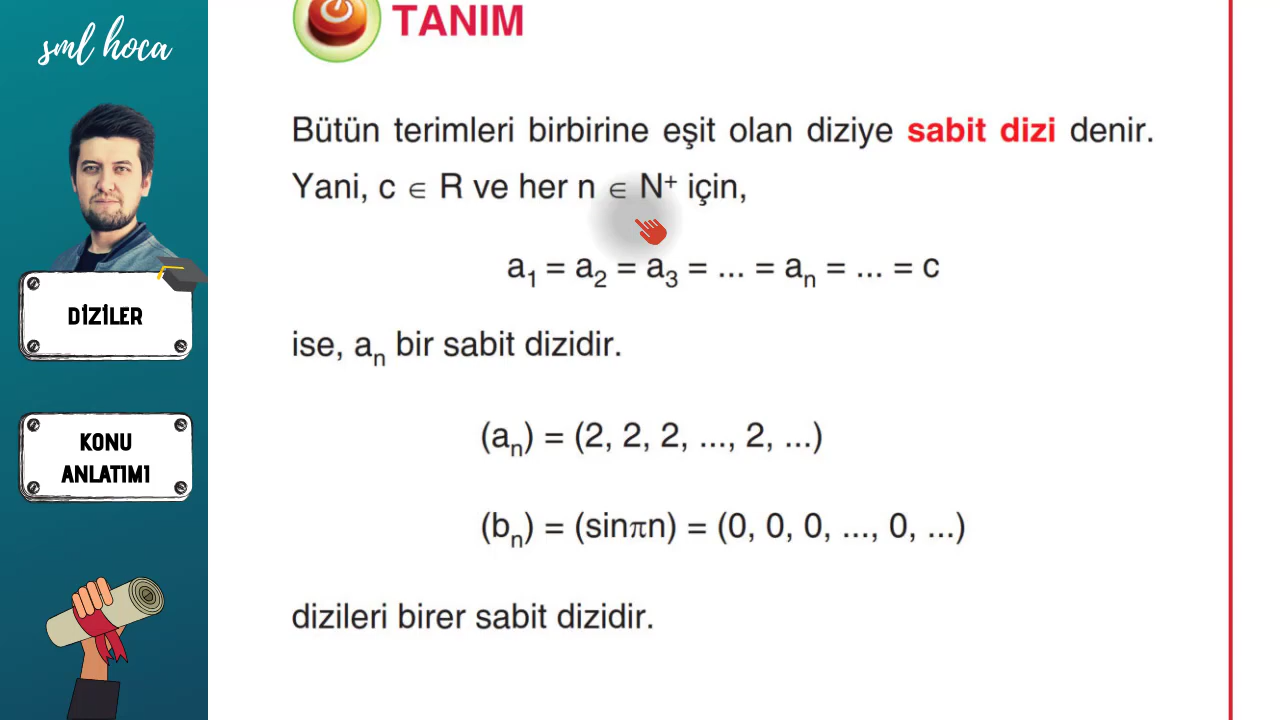 sml hoca
DİZİLER
KONU
ANLATIMI
TANIM
Bütün terimleri birbirine eşit olan diziye sabit dizi denir.
Yani, c ∈ R ve her n ∈ N⁺ için,
a₁ = a₂ = a₃ = ... = aₙ = ... = c
ise, aₙ bir sabit dizidir.
(aₙ) = (2, 2, 2, ..., 2, ...)
(bₙ) = (sinπn) = (0, 0, 0, ..., 0, ...)
dizileri birer sabit dizidir.